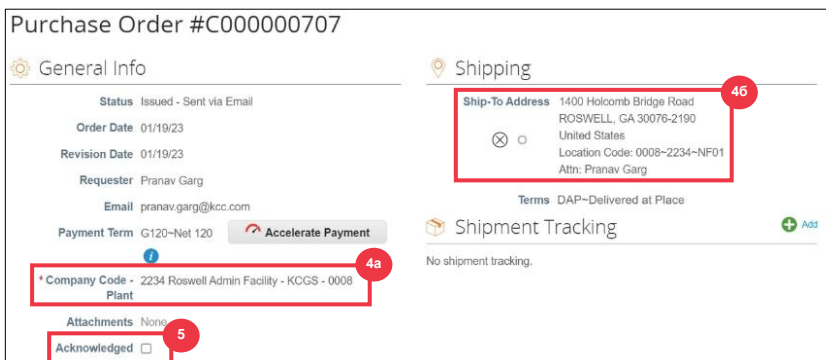 Purchase Order #C000000707
General Info
Status Issued - Sent via Email
Order Date 01/19/23
Revision Date 01/19/23
Requester Pranav Garg
Email pranav.garg@kcc.com
Payment Term G120~Net 120 Accelerate Payment
i
4a
* Company Code - Plant 2234 Roswell Admin Facility - KCGS - 0008
Attachments None
5
Acknowledged
Shipping
4б
Ship-To Address 1400 Holcomb Bridge Road
ROSWELL, GA 30076-2190
United States
Location Code: 0008~2234~NF01
Attn: Pranav Garg
Terms DAP~Delivered at Place
Shipment Tracking Add
No shipment tracking.